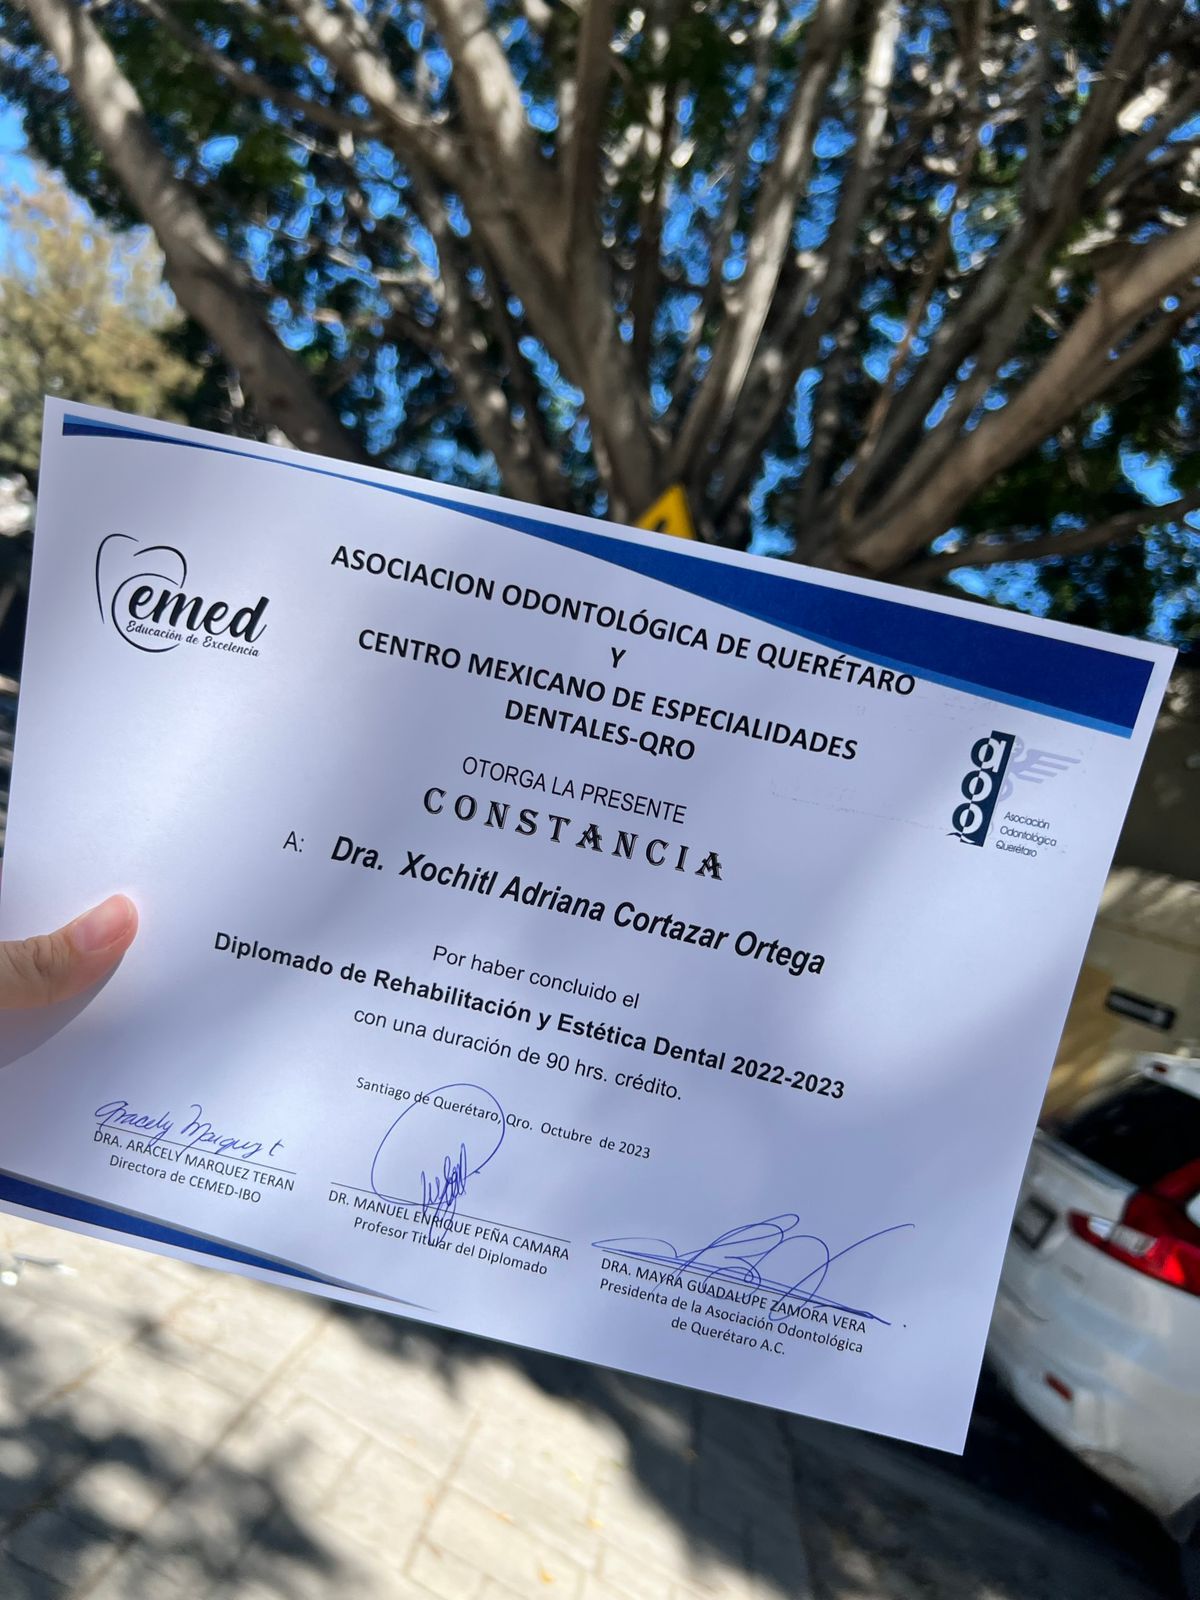 ASOCIACION ODONTOLÓGICA DE QUERÉTARO
Y
CENTRO MEXICANO DE ESPECIALIDADES
DENTALES-QRO
Cemed
Educación de Excelencia
aoq
Asociación
Odontológica
Querétaro
OTORGA LA PRESENTE
CONSTANCIA
A: Dra. Xochitl Adriana Cortazar Ortega
Por haber concluido el
Diplomado de Rehabilitación y Estética Dental 2022-2023
con una duración de 90 hrs. crédito.
Santiago de Querétaro, Qro. Octubre de 2023
Aracely Marquez t
DRA. ARACELY MARQUEZ TERAN
Directora de CEMED-IBO
DR. MANUEL ENRIQUE PEÑA CAMARA
Profesor Titular del Diplomado
DRA. MAYRA GUADALUPE ZAMORA VERA
Presidenta de la Asociación Odontológica
de Querétaro A.C.